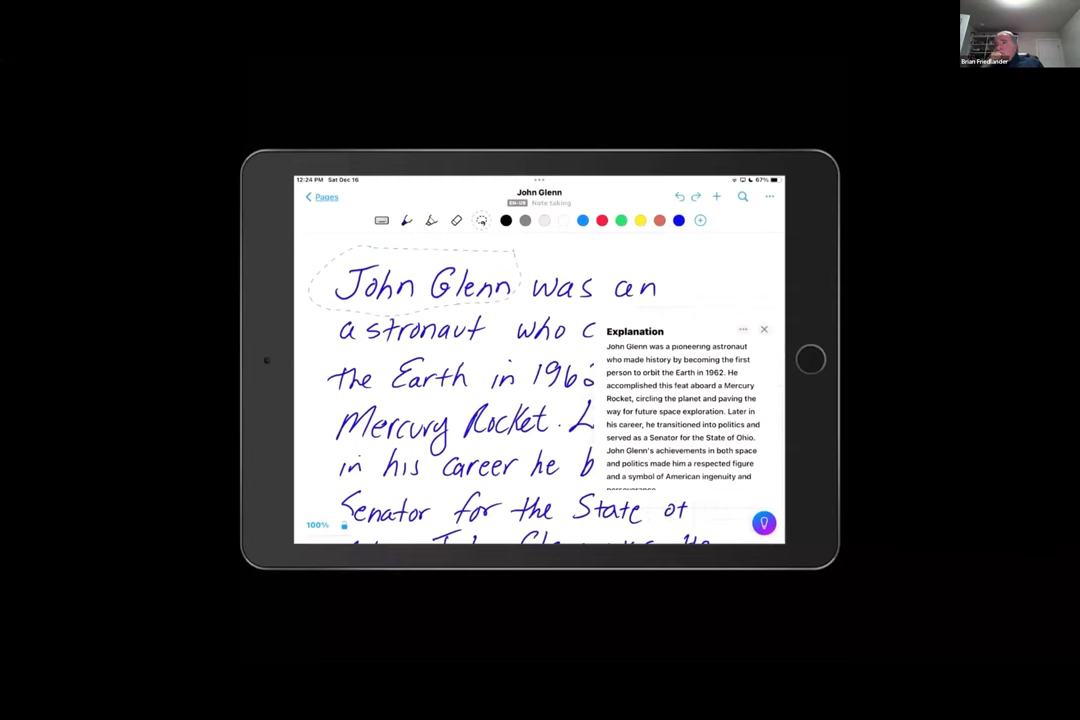 Brian Friedlander
12:24 PM Sat Dec 16
67%
Pages
John Glenn
EN-US Note taking
John Glenn was an
astronaut who c
the Earth in 196
Mercury Rocket. L
in his career he b
Senator for the State of
Explanation
John Glenn was a pioneering astronaut
who made history by becoming the first
person to orbit the Earth in 1962. He
accomplished this feat aboard a Mercury
Rocket, circling the planet and paving the
way for future space exploration. Later in
his career, he transitioned into politics and
served as a Senator for the State of Ohio.
John Glenn's achievements in both space
and politics made him a respected figure
and a symbol of American ingenuity and
100%